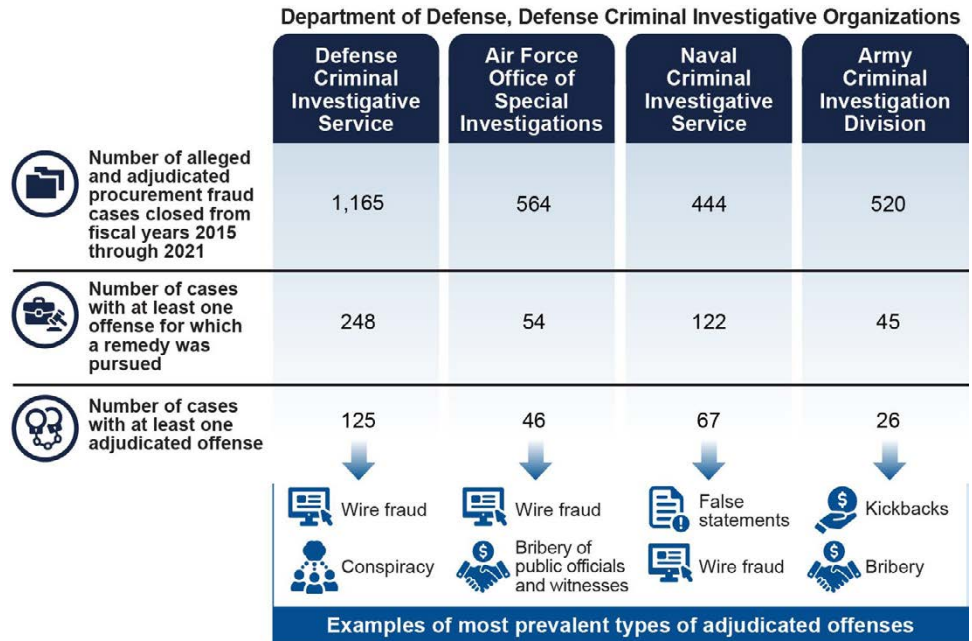 Department of Defense, Defense Criminal Investigative Organizations
Defense
Criminal
Investigative
Service
Air Force
Office of
Special
Investigations
Naval
Criminal
Investigative
Service
Army
Criminal
Investigation
Division
Number of alleged
and adjudicated
procurement fraud
cases closed from
fiscal years 2015
through 2021
1,165
564
444
520
Number of cases
with at least one
offense for which
a remedy was
pursued
248
54
122
45
Number of cases
with at least one
adjudicated offense
125
46
67
26
Wire fraud
Conspiracy
Wire fraud
Bribery of
public officials
and witnesses
False
statements
Wire fraud
Kickbacks
Bribery
Examples of most prevalent types of adjudicated offenses